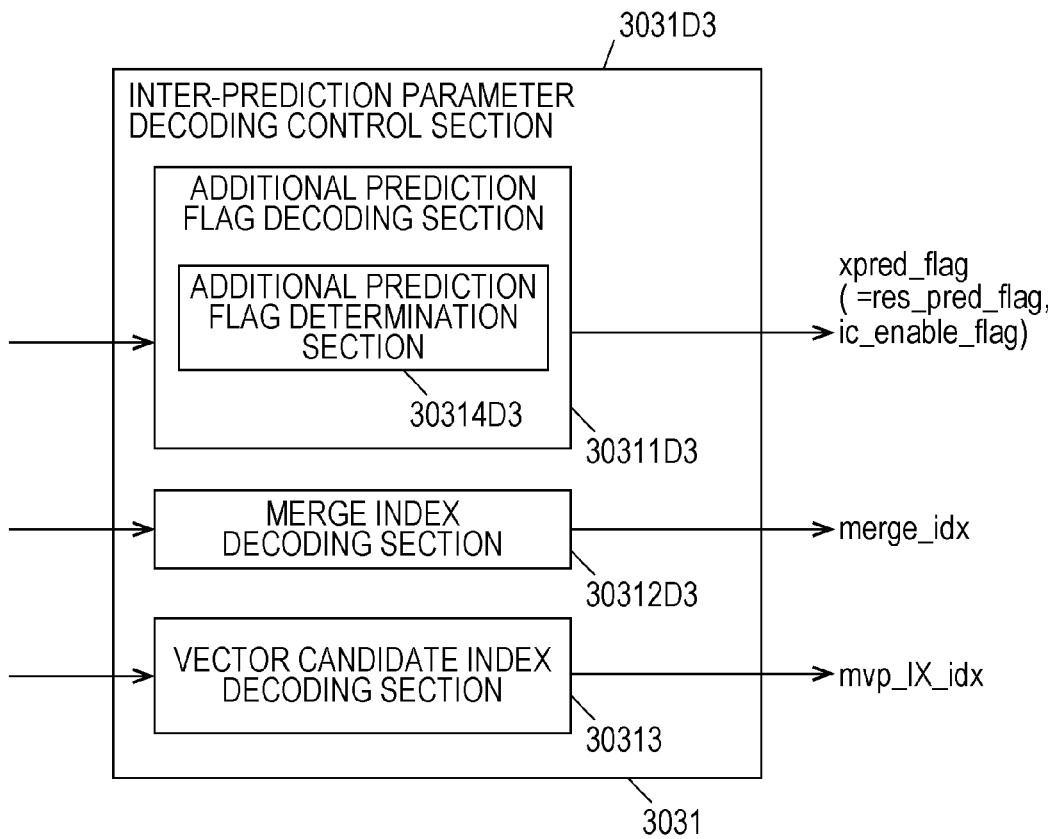 3031D3
INTER-PREDICTION PARAMETER
DECODING CONTROL SECTION
ADDITIONAL PREDICTION
FLAG DECODING SECTION
ADDITIONAL PREDICTION
FLAG DETERMINATION
SECTION
30314D3
30311D3
xpred_flag
( =res_pred_flag,
ic_enable_flag)
MERGE INDEX
DECODING SECTION
30312D3
merge_idx
VECTOR CANDIDATE INDEX
DECODING SECTION
30313
mvp_IX_idx
3031